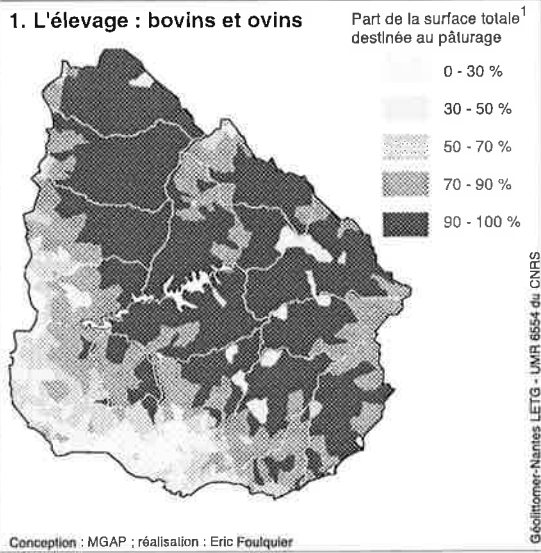 1. L'élevage : bovins et ovins
Part de la surface totale1
destinée au pâturage
0 - 30 %
30 - 50 %
50 - 70 %
70 - 90 %
90 - 100 %
Géolittomer-Nantes LETG - UMR 6554 du CNRS
Conception : MGAP ; réalisation : Eric Foulquier